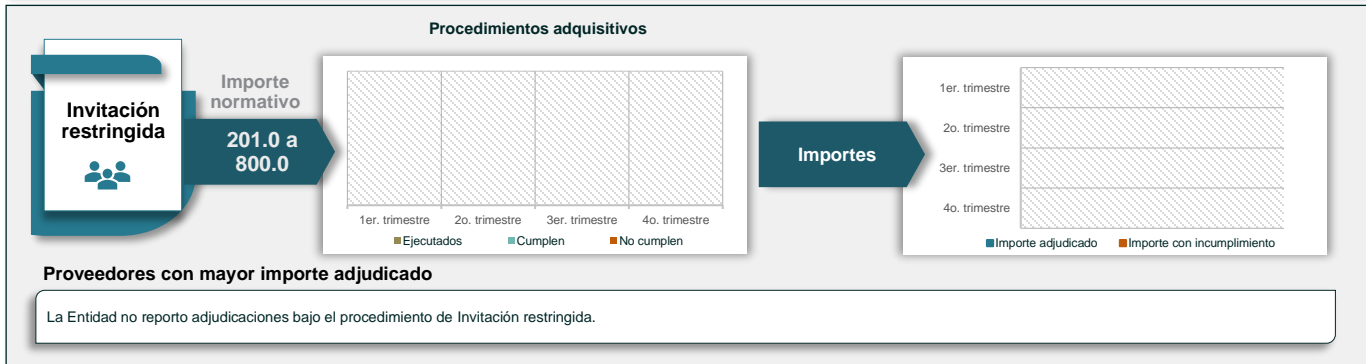 Procedimientos adquisitivos
Invitación
restringida
Importe
normativo
201.0 a
800.0
1er. trimestre
2o. trimestre
3er. trimestre
4o. trimestre
Ejecutados
Cumplen
No cumplen
Importes
1er. trimestre
2o. trimestre
3er. trimestre
4o. trimestre
Importe adjudicado
Importe con incumplimiento
Proveedores con mayor importe adjudicado
La Entidad no reporto adjudicaciones bajo el procedimiento de Invitación restringida.